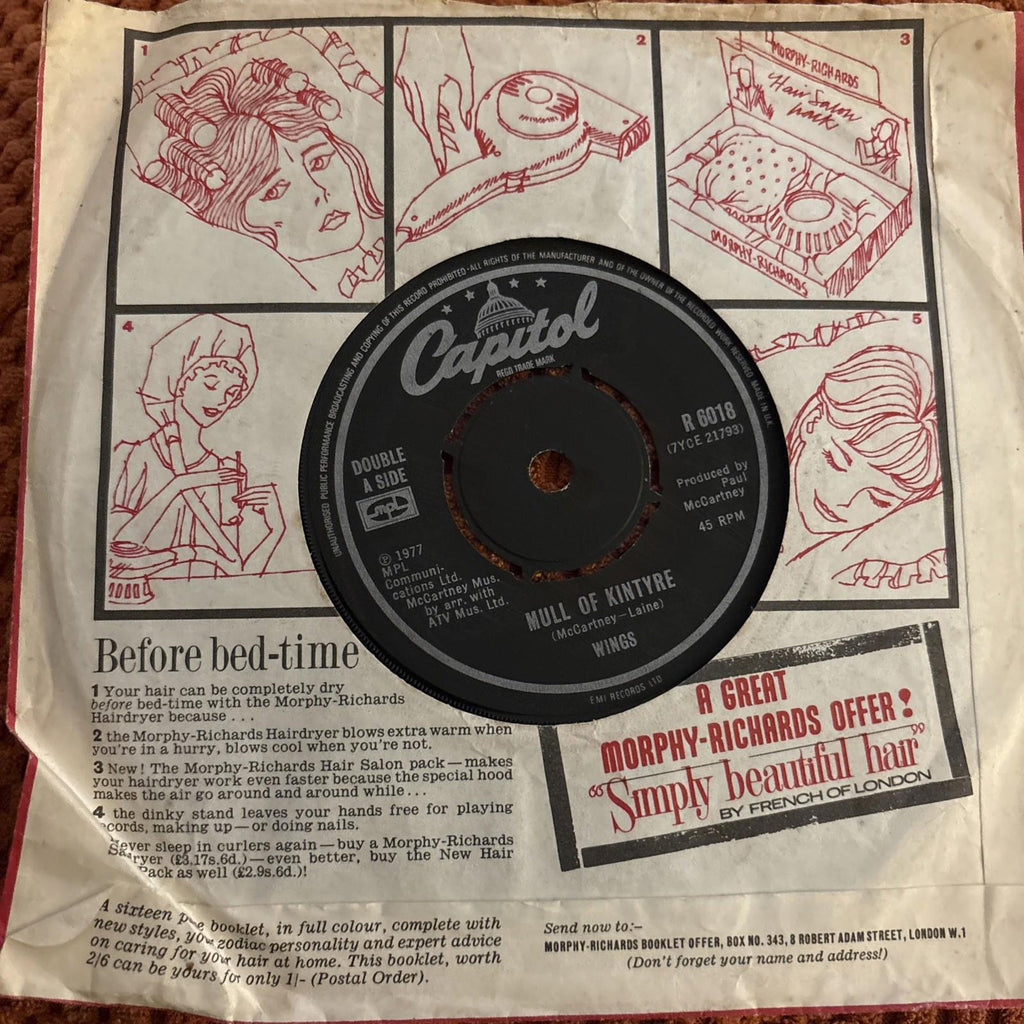 1
2
3
MORPHY-RICHARDS
Hair Salon
pack
MORPHY-RICHARDS
4
5
UNAUTHORISED PUBLIC PERFORMANCE BROADCASTING AND COPYING OF THIS RECORD PROHIBITED-ALL RIGHTS OF THE MANUFACTURER AND OF THE OWNER OF THE RECORDED WORK RESERVED MADE IN U.K.
Capitol
REGD TRADE MARK
R 6018
(7YCE 21793)
DOUBLE
A SIDE
mpl
Produced by
Paul
McCartney
45 RPM
℗ 1977
MPL
Communi-
cations Ltd.
McCartney Mus.
by arr. with
ATV Mus. Ltd.
MULL OF KINTYRE
(McCartney—Laine)
WINGS
EMI RECORDS LTD
Before bed-time
1 Your hair can be completely dry
before bed-time with the Morphy-Richards
Hairdryer because . . .
2 the Morphy-Richards Hairdryer blows extra warm when
you're in a hurry, blows cool when you're not.
3 New! The Morphy-Richards Hair Salon pack—makes
your hairdryer work even faster because the special hood
makes the air go around and around while . . .
4 the dinky stand leaves your hands free for playing
cords, making up—or doing nails.
ever sleep in curlers again—buy a Morphy-Richards
ryer (£3.17s.6d.)—even better, buy the New Hair
Pack as well (£2.9s.6d.)!
A GREAT
MORPHY-RICHARDS OFFER!
"Simply beautiful hair"
BY FRENCH OF LONDON
A sixteen booklet, in full colour, complete with
new styles, zodiac personality and expert advice
on caring for your hair at home. This booklet, worth
2/6 can be yours for only 1/- (Postal Order).
Send now to:–
MORPHY-RICHARDS BOOKLET OFFER, BOX NO. 343, 8 ROBERT ADAM STREET, LONDON W.1
(Don't forget your name and address!)